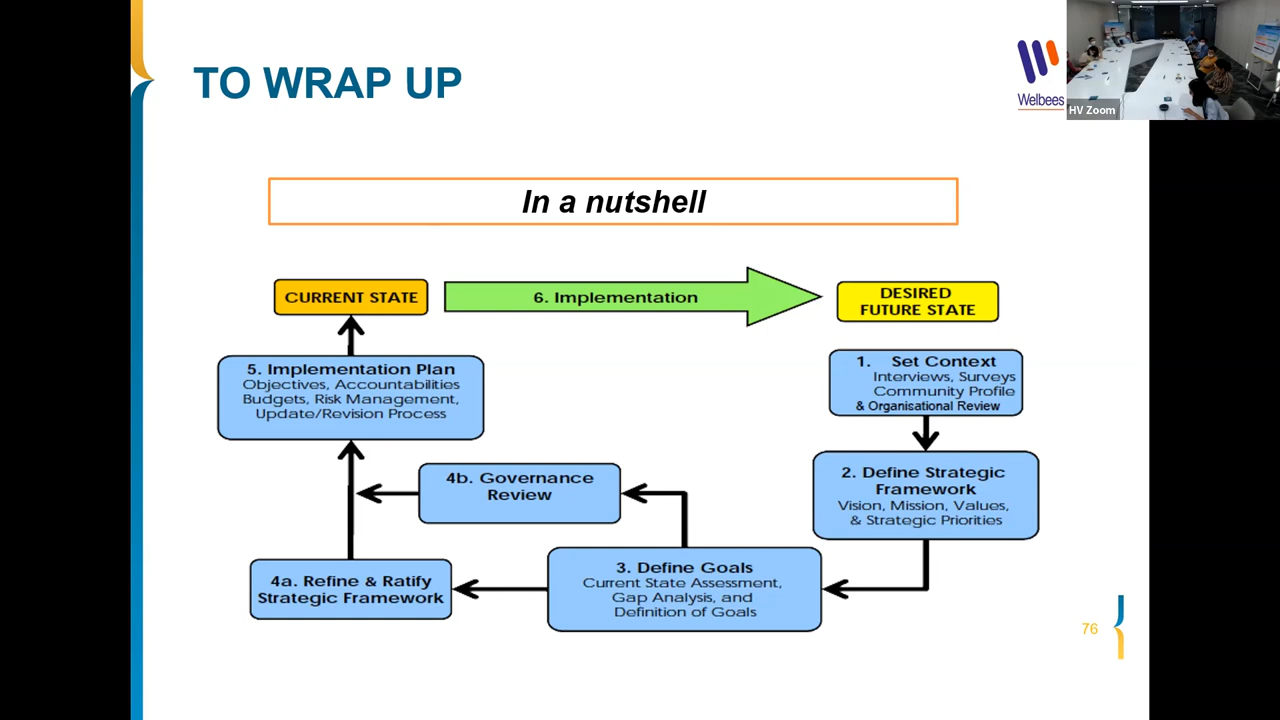 TO WRAP UP
Welbees
HV Zoom
In a nutshell
CURRENT STATE
6. Implementation
DESIRED
FUTURE STATE
1. Set Context
Interviews, Surveys
Community Profile
& Organisational Review
5. Implementation Plan
Objectives, Accountabilities
Budgets, Risk Management,
Update/Revision Process
2. Define Strategic
Framework
Vision, Mission, Values,
& Strategic Priorities
4b. Governance
Review
3. Define Goals
Current State Assessment,
Gap Analysis, and
Definition of Goals
4a. Refine & Ratify
Strategic Framework
76